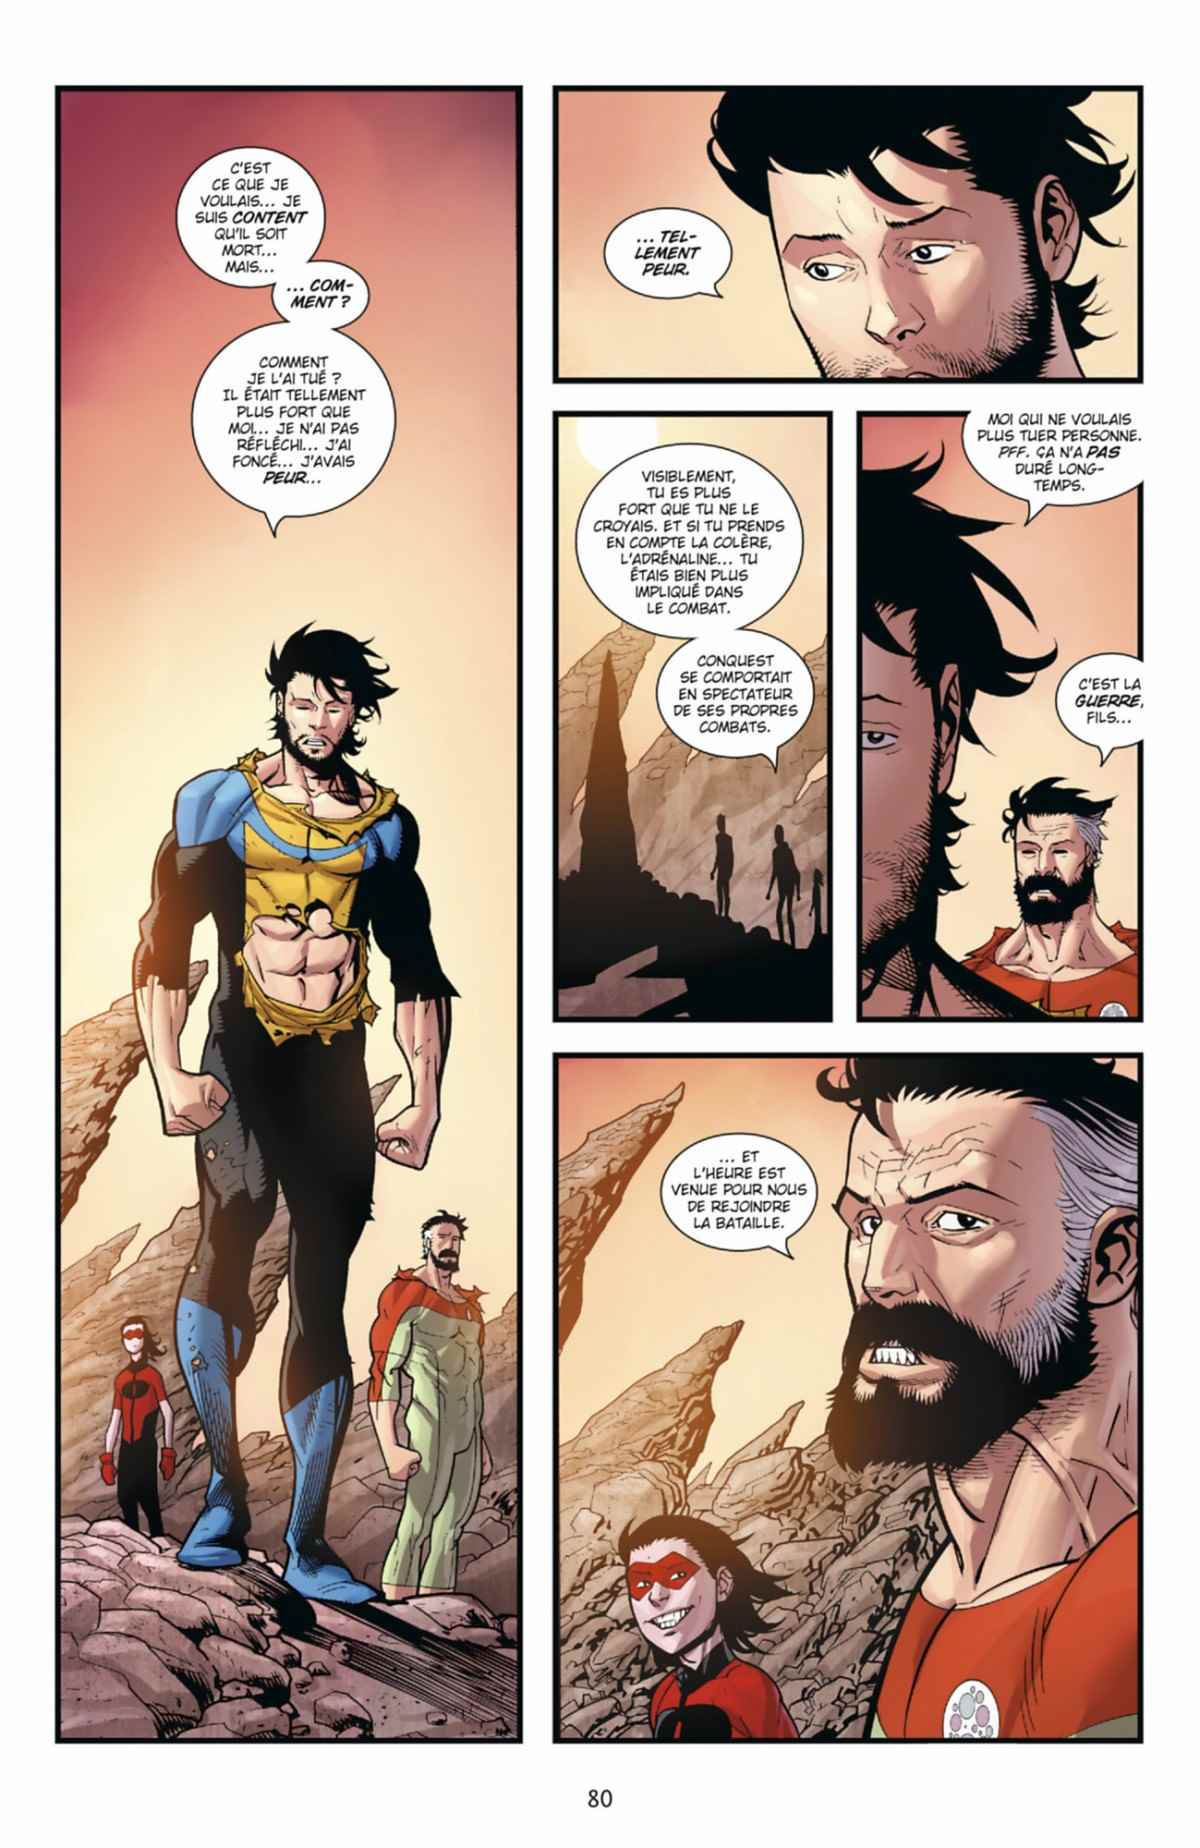 C'EST
CE QUE JE
VOULAIS... JE
SUIS CONTENT
QU'IL SOIT
MORT...
MAIS...
... COM-
MENT ?
COMMENT
JE L'AI TUÉ ?
IL ÉTAIT TELLEMENT
PLUS FORT QUE
MOI... JE N'AI PAS
RÉFLÉCHI... J'AI
FONCÉ... J'AVAIS
PEUR...
... TEL-
LEMENT
PEUR.
VISIBLEMENT,
TU ES PLUS
FORT QUE TU NE LE
CROYAIS. ET SI TU PRENDS
EN COMPTE LA COLÈRE,
L'ADRÉNALINE... TU
ÉTAIS BIEN PLUS
IMPLIQUÉ DANS
LE COMBAT.
CONQUEST
SE COMPORTAIT
EN SPECTATEUR
DE SES PROPRES
COMBATS.
MOI QUI NE VOULAIS
PLUS TUER PERSONNE.
PFF. ÇA N'A PAS
DURÉ LONG-
TEMPS.
C'EST LA
GUERRE,
FILS...
... ET
L'HEURE EST
VENUE POUR NOUS
DE REJOINDRE
LA BATAILLE.
80